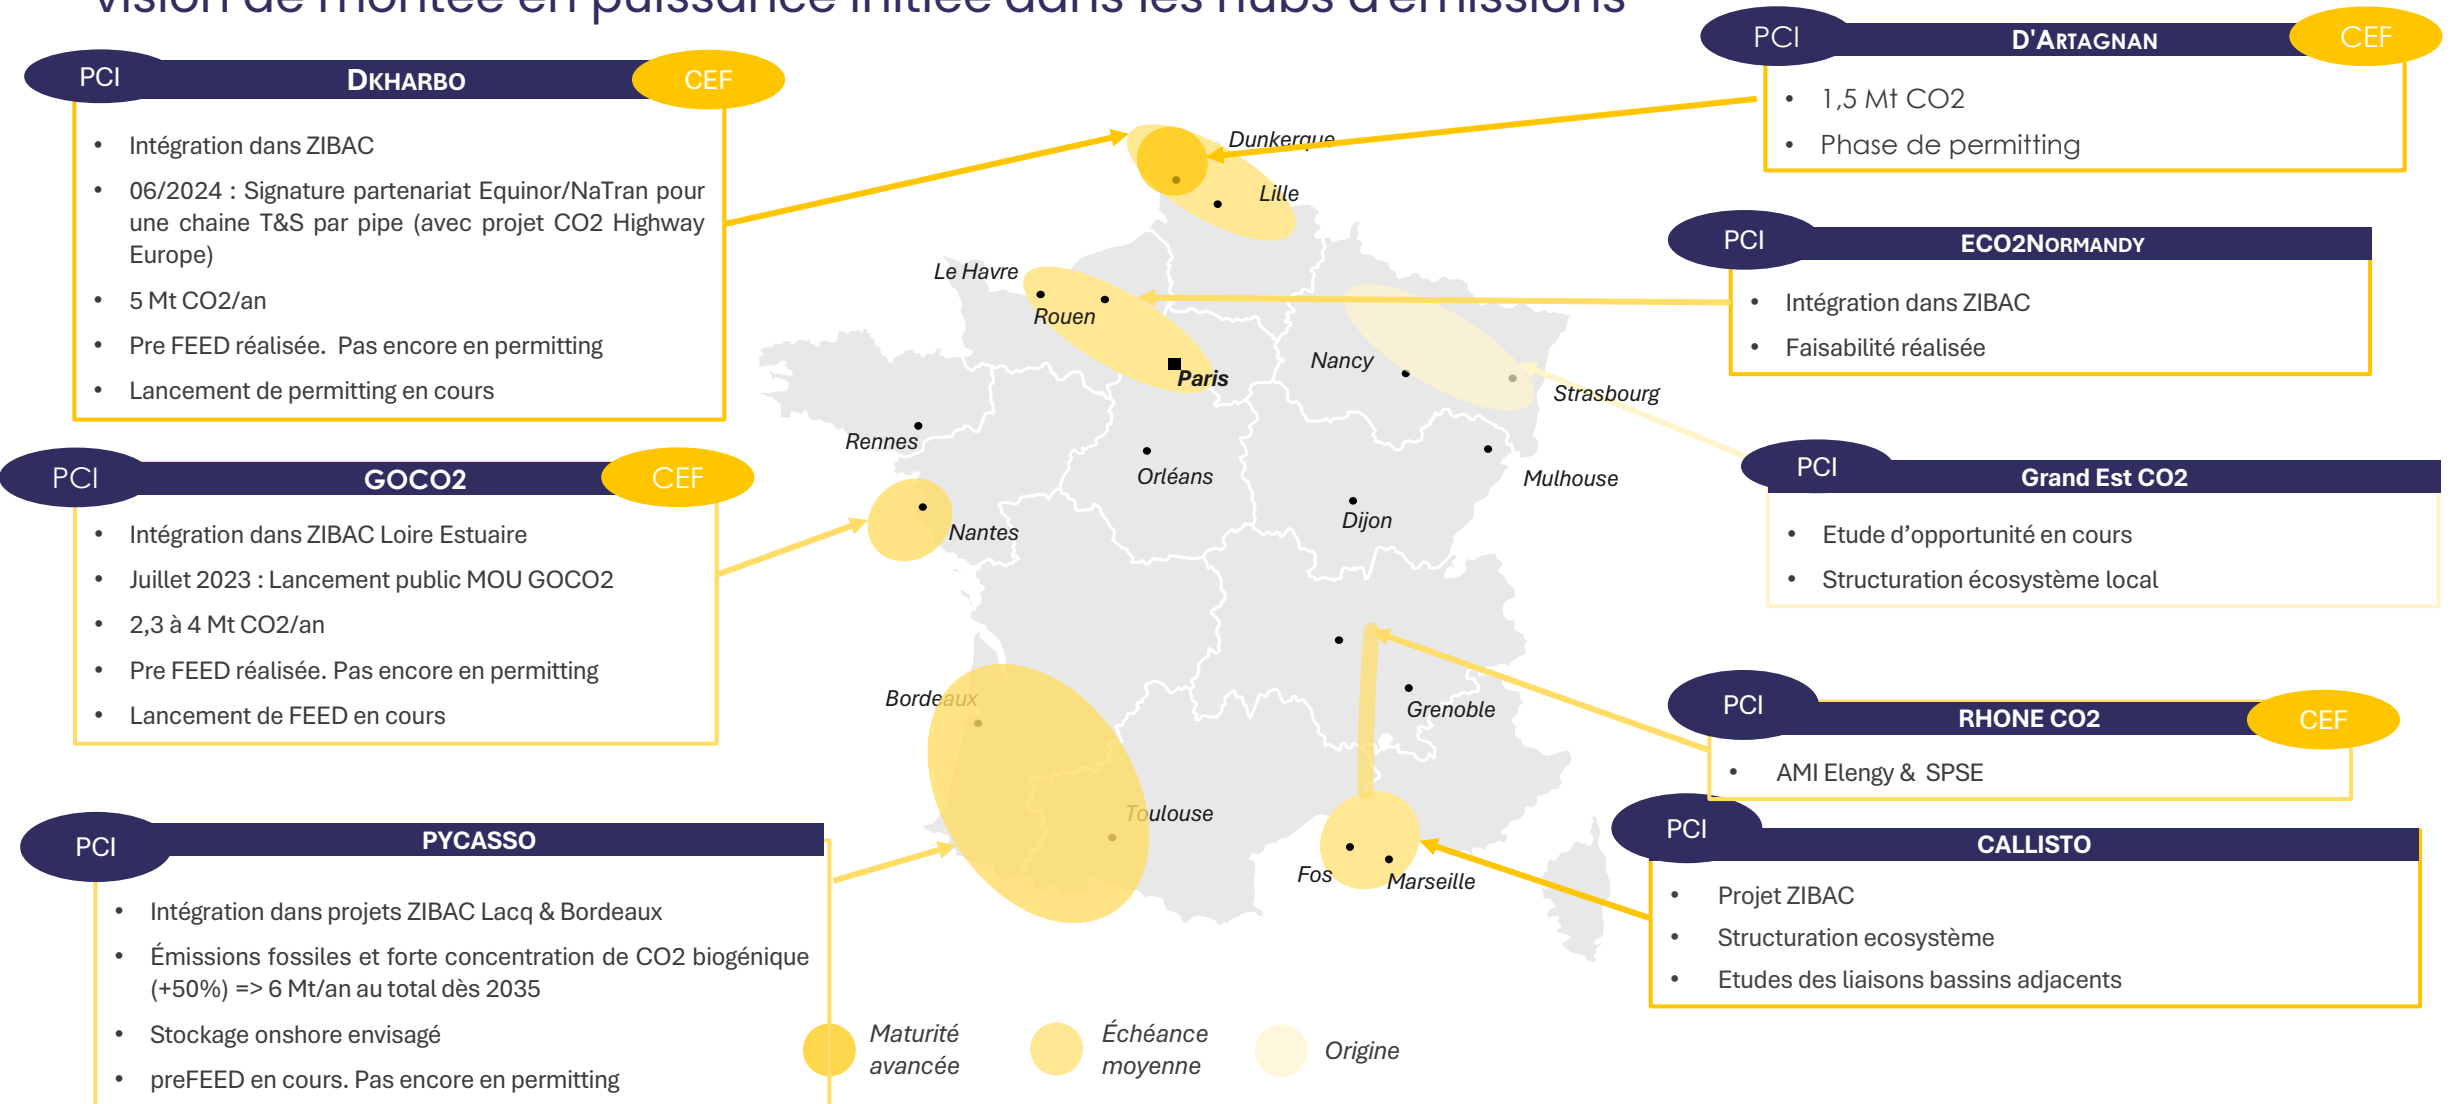 vision de montée en puissance initiée dans les hubs d'émissions
PCI
DKHARBO
CEF
• Intégration dans ZIBAC
• 06/2024 : Signature partenariat Equinor/NaTran pour
une chaine T&S par pipe (avec projet CO2 Highway
Europe)
• 5 Mt CO2/an
• Pre FEED réalisée. Pas encore en permitting
• Lancement de permitting en cours
PCI
GOCO2
CEF
• Intégration dans ZIBAC Loire Estuaire
• Juillet 2023 : Lancement public MOU GOCO2
• 2,3 à 4 Mt CO2/an
• Pre FEED réalisée. Pas encore en permitting
• Lancement de FEED en cours
PCI
PYCASSO
• Intégration dans projets ZIBAC Lacq & Bordeaux
• Émissions fossiles et forte concentration de CO2 biogénique
(+50%) => 6 Mt/an au total dès 2035
• Stockage onshore envisagé
• preFEED en cours. Pas encore en permitting
Dunkerque
Lille
Le Havre
Rouen
Paris
Nancy
Strasbourg
Rennes
Orléans
Mulhouse
Nantes
Dijon
Bordeaux
Grenoble
Toulouse
Fos
Marseille
Maturité
avancée
Échéance
moyenne
Origine
PCI
D'ARTAGNAN
CEF
• 1,5 Mt CO2
• Phase de permitting
PCI
ECO2NORMANDY
• Intégration dans ZIBAC
• Faisabilité réalisée
PCI
Grand Est CO2
• Etude d'opportunité en cours
• Structuration écosystème local
PCI
RHONE CO2
CEF
• AMI Elengy & SPSE
PCI
CALLISTO
• Projet ZIBAC
• Structuration ecosystème
• Etudes des liaisons bassins adjacents